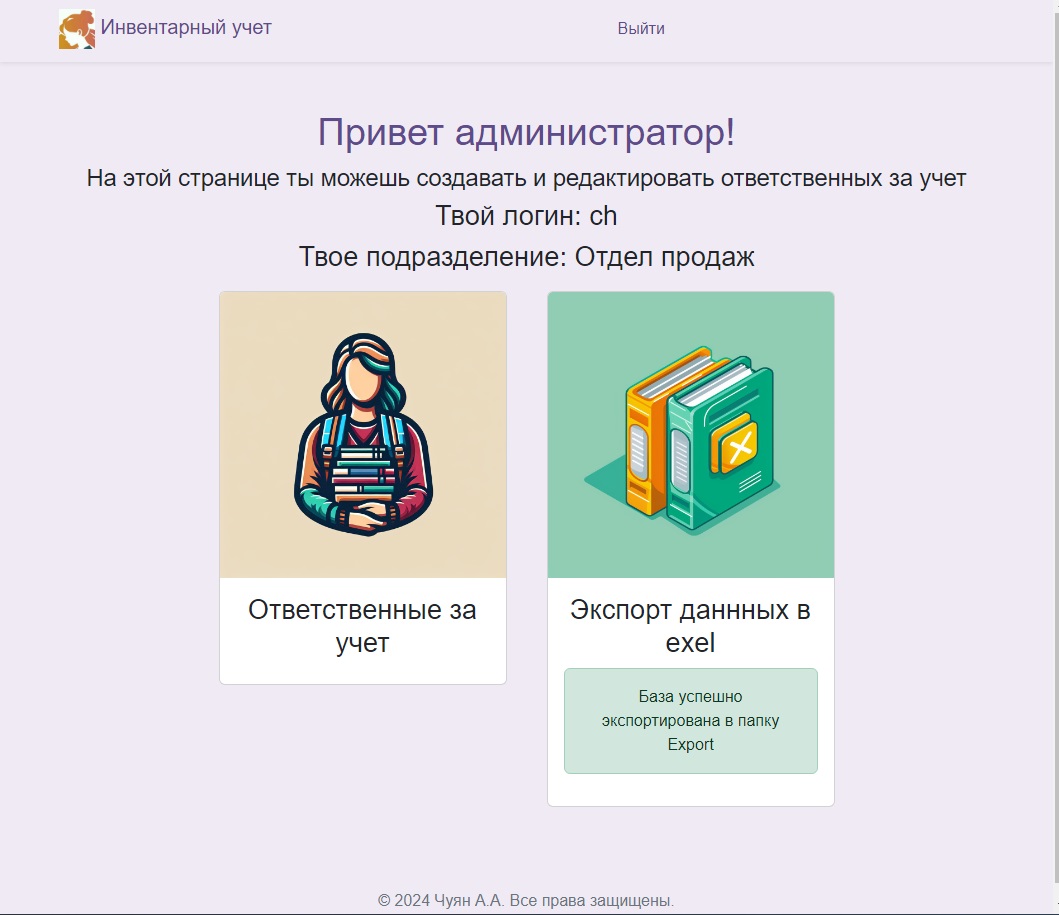 Инвентарный учет
Выйти
Привет администратор!
На этой странице ты можешь создавать и редактировать ответственных за учет
Твой логин: ch
Твое подразделение: Отдел продаж
Ответственные за
учет
Экспорт даннных в
exel
База успешно
экспортирована в папку
Export
© 2024 Чуян А.А. Все права защищены.